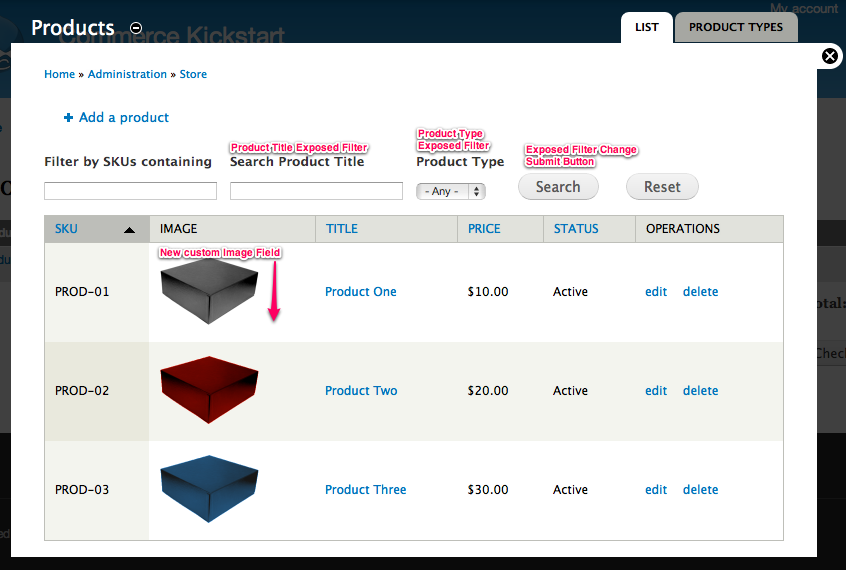 My account
Products
Commerce Kickstart
LIST
PRODUCT TYPES
Home » Administration » Store
+ Add a product
Product Title Exposed Filter
Product Type
Exposed Filter
Exposed Filter Change
Submit Button
Filter by SKUs containing
Search Product Title
Product Type
- Any -
Search
Reset
SKU IMAGE TITLE PRICE STATUS OPERATIONS
New custom Image Field
PROD-01 Product One $10.00 Active edit delete
PROD-02 Product Two $20.00 Active edit delete
PROD-03 Product Three $30.00 Active edit delete